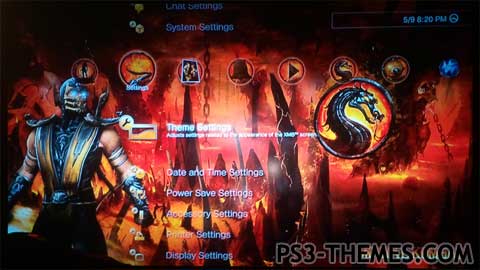 Chat Settings
System Settings
5/9 8:20 PM
Settings
Theme Settings
Adjusts settings related to the appearance of the XMB™ screen.
Date and Time Settings
Power Save Settings
Accessory Settings
Printer Settings
Display Settings
PS3-THEMES.COM